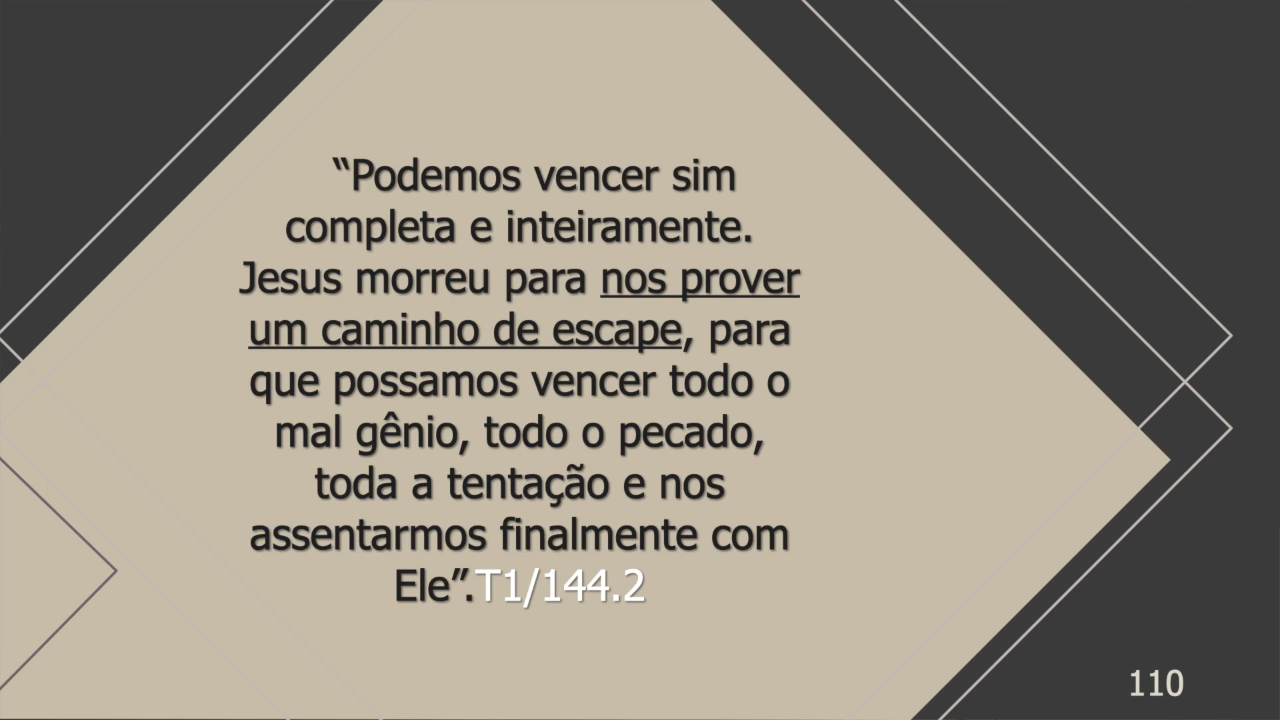 “Podemos vencer sim
completa e inteiramente.
Jesus morreu para nos prover
um caminho de escape, para
que possamos vencer todo o
mal gênio, todo o pecado,
toda a tentação e nos
assentarmos finalmente com
Ele”.T1/144.2
110